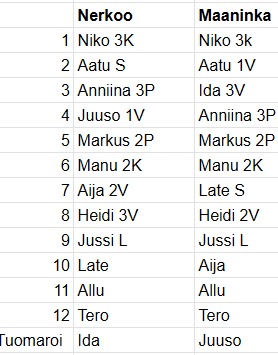 Nerkoo Maaninka
1 Niko 3K Niko 3k
2 Aatu S Aatu 1V
3 Anniina 3P Ida 3V
4 Juuso 1V Anniina 3P
5 Markus 2P Markus 2P
6 Manu 2K Manu 2K
7 Aija 2V Late S
8 Heidi 3V Heidi 2V
9 Jussi L Jussi L
10 Late Aija
11 Allu Allu
12 Tero Tero
Tuomaroi Ida Juuso